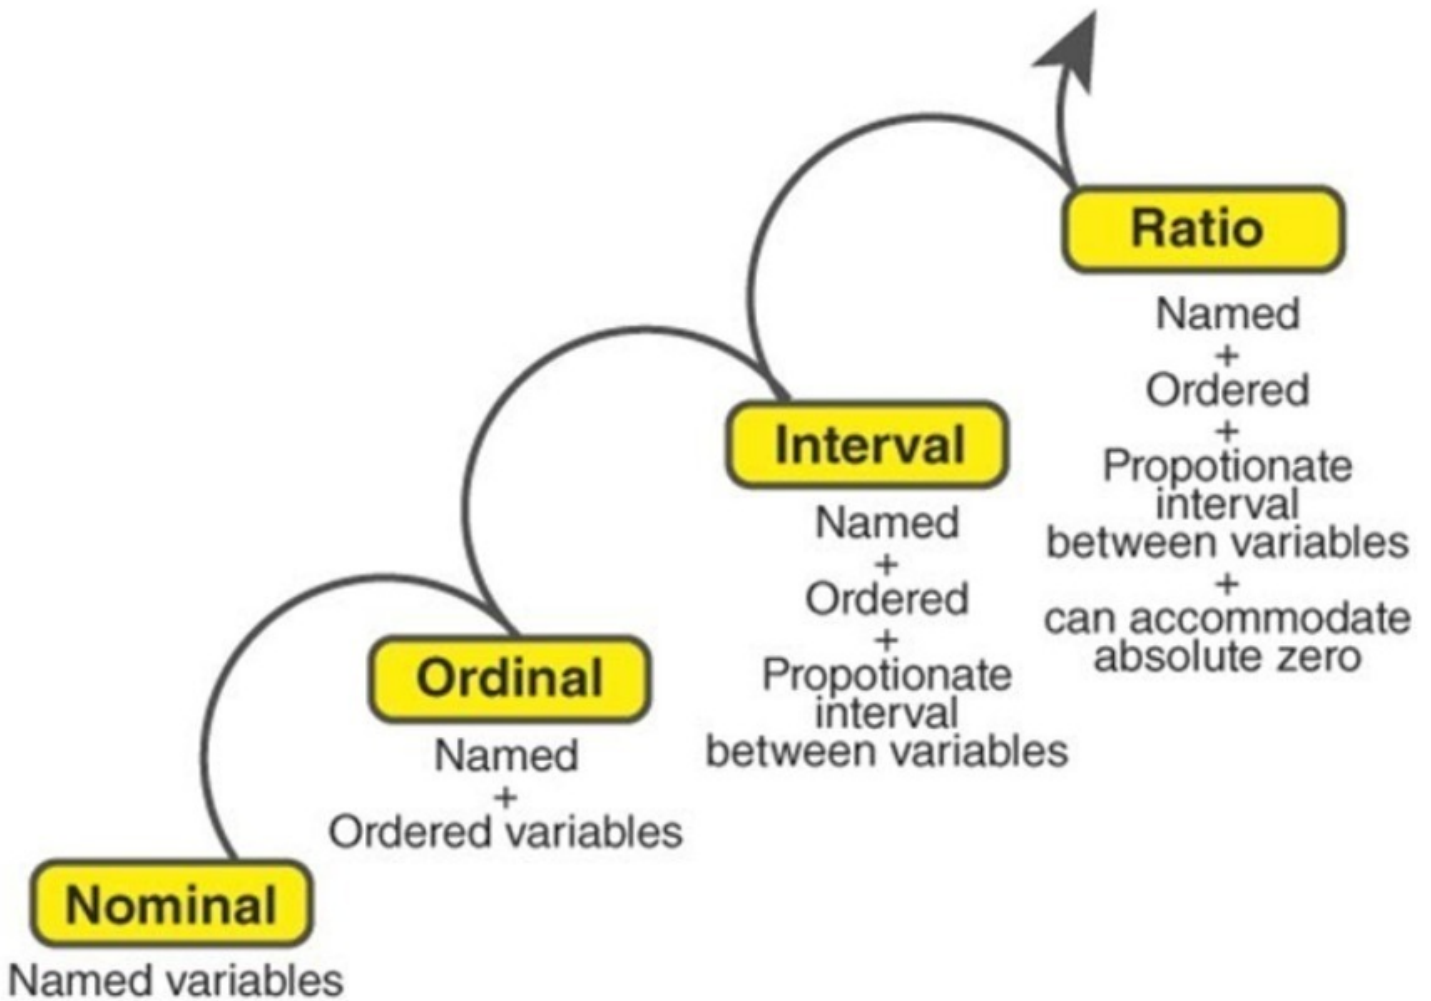 Ratio
Named
+
Ordered
+
Propotionate
interval
between variables
+
can accommodate
absolute zero
Interval
Named
+
Ordered
+
Propotionate
interval
between variables
Ordinal
Named
+
Ordered variables
Nominal
Named variables